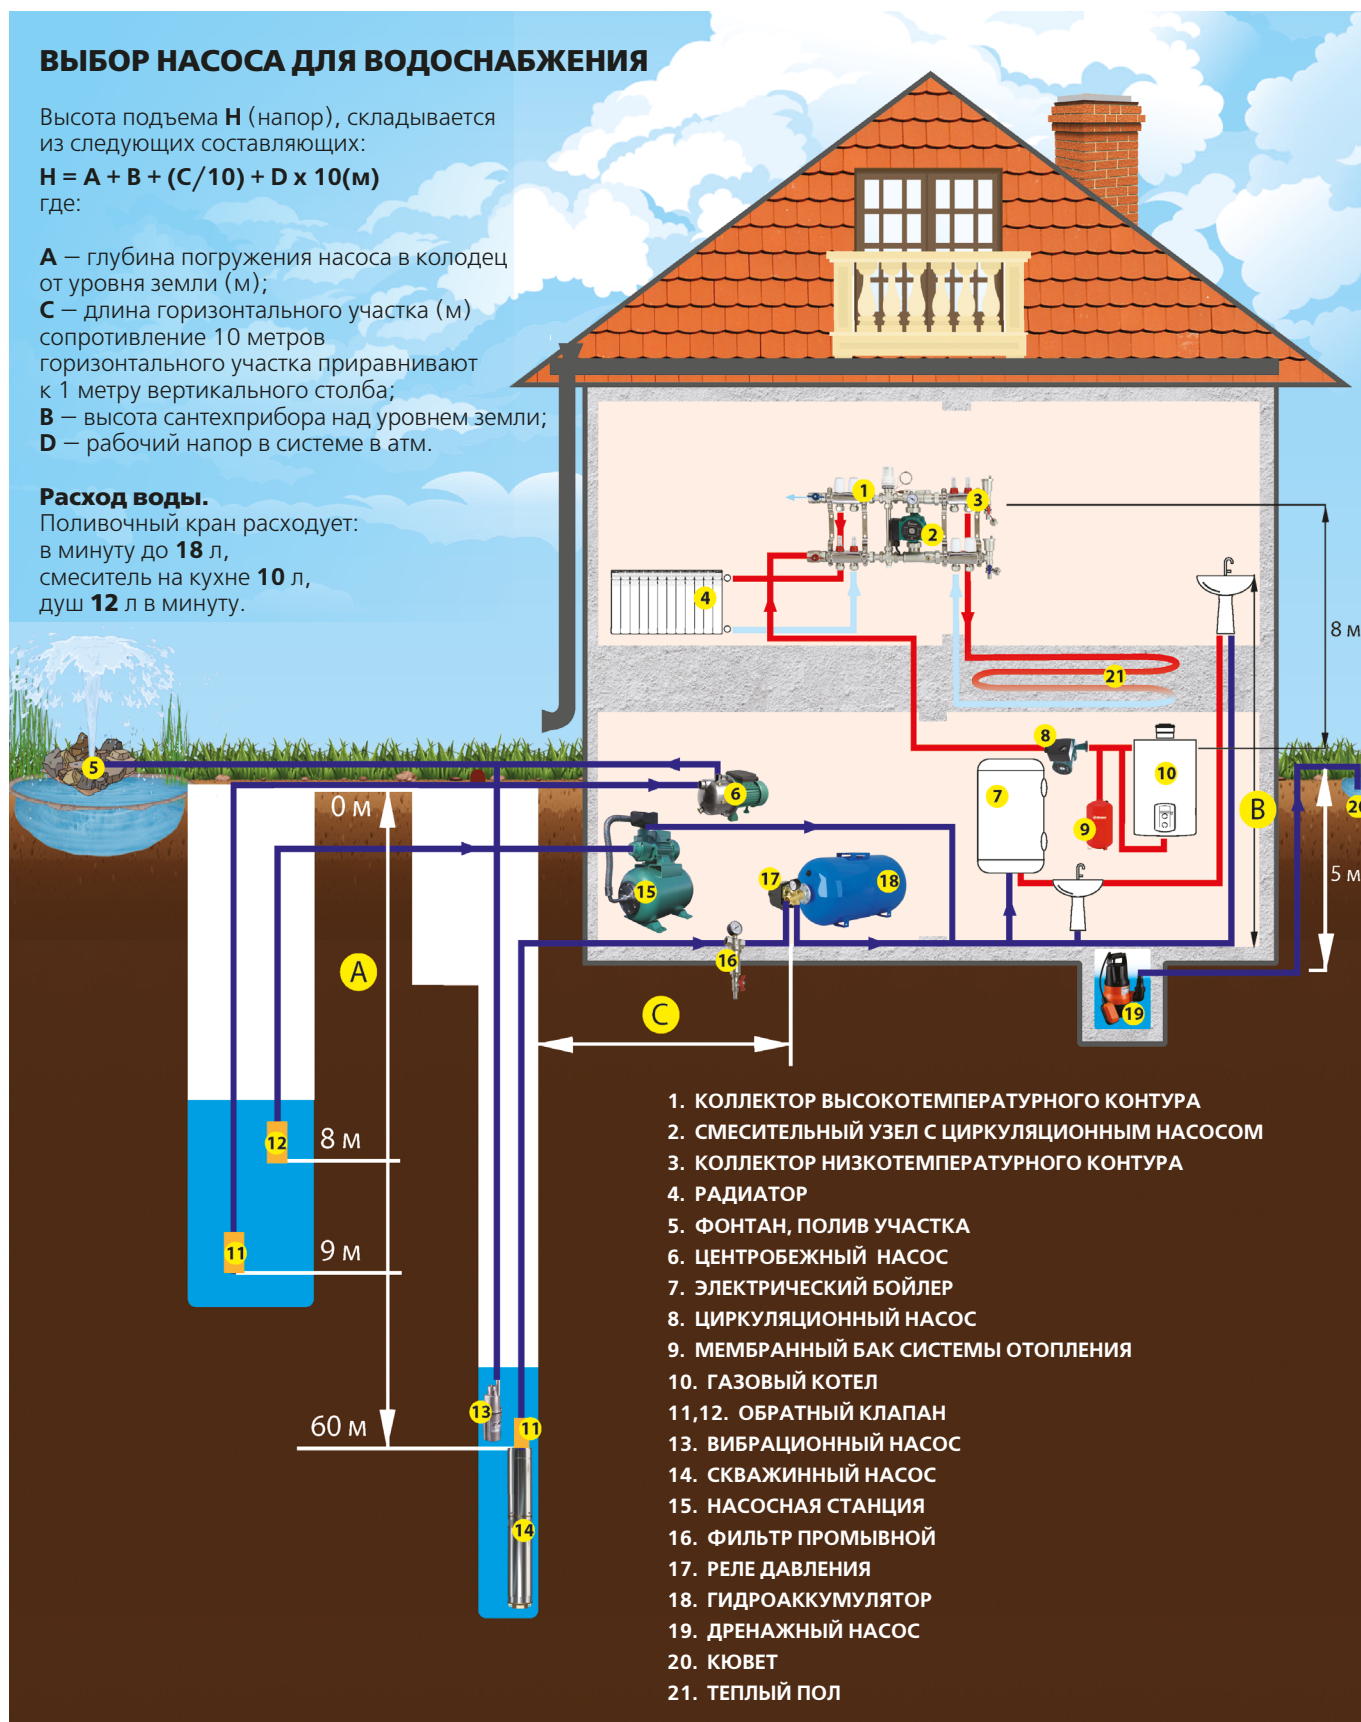 ВЫБОР НАСОСА ДЛЯ ВОДОСНАБЖЕНИЯ
Высота подъема H (напор), складывается
из следующих составляющих:
H = A + B + (C/10) + D x 10(м)
где:
A – глубина погружения насоса в колодец
от уровня земли (м);
C – длина горизонтального участка (м)
сопротивление 10 метров
горизонтального участка приравнивают
к 1 метру вертикального столба;
B – высота сантехприбора над уровнем земли;
D – рабочий напор в системе в атм.
Расход воды.
Поливочный кран расходует:
в минуту до 18 л,
смеситель на кухне 10 л,
душ 12 л в минуту.
1
3
2
4
8 м
21
8
5
6
10
7
B
20
0 м
9
17
18
15
5 м
16
A
C
19
12
8 м
11
9 м
13
11
60 м
14
1. КОЛЛЕКТОР ВЫСОКОТЕМПЕРАТУРНОГО КОНТУРА
2. СМЕСИТЕЛЬНЫЙ УЗЕЛ С ЦИРКУЛЯЦИОННЫМ НАСОСОМ
3. КОЛЛЕКТОР НИЗКОТЕМПЕРАТУРНОГО КОНТУРА
4. РАДИАТОР
5. ФОНТАН, ПОЛИВ УЧАСТКА
6. ЦЕНТРОБЕЖНЫЙ НАСОС
7. ЭЛЕКТРИЧЕСКИЙ БОЙЛЕР
8. ЦИРКУЛЯЦИОННЫЙ НАСОС
9. МЕМБРАННЫЙ БАК СИСТЕМЫ ОТОПЛЕНИЯ
10. ГАЗОВЫЙ КОТЕЛ
11,12. ОБРАТНЫЙ КЛАПАН
13. ВИБРАЦИОННЫЙ НАСОС
14. СКВАЖИННЫЙ НАСОС
15. НАСОСНАЯ СТАНЦИЯ
16. ФИЛЬТР ПРОМЫВНОЙ
17. РЕЛЕ ДАВЛЕНИЯ
18. ГИДРОАККУМУЛЯТОР
19. ДРЕНАЖНЫЙ НАСОС
20. КЮВЕТ
21. ТЕПЛЫЙ ПОЛ